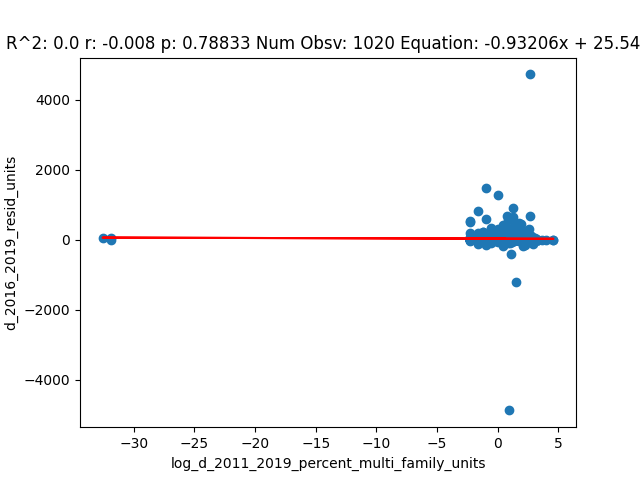 R^2: 0.0 r: -0.008 p: 0.78833 Num Obsv: 1020 Equation: -0.93206x + 25.54
4000
2000
0
−2000
−4000
d_2016_2019_resid_units
−30 −25 −20 −15 −10 −5 0 5
log_d_2011_2019_percent_multi_family_units